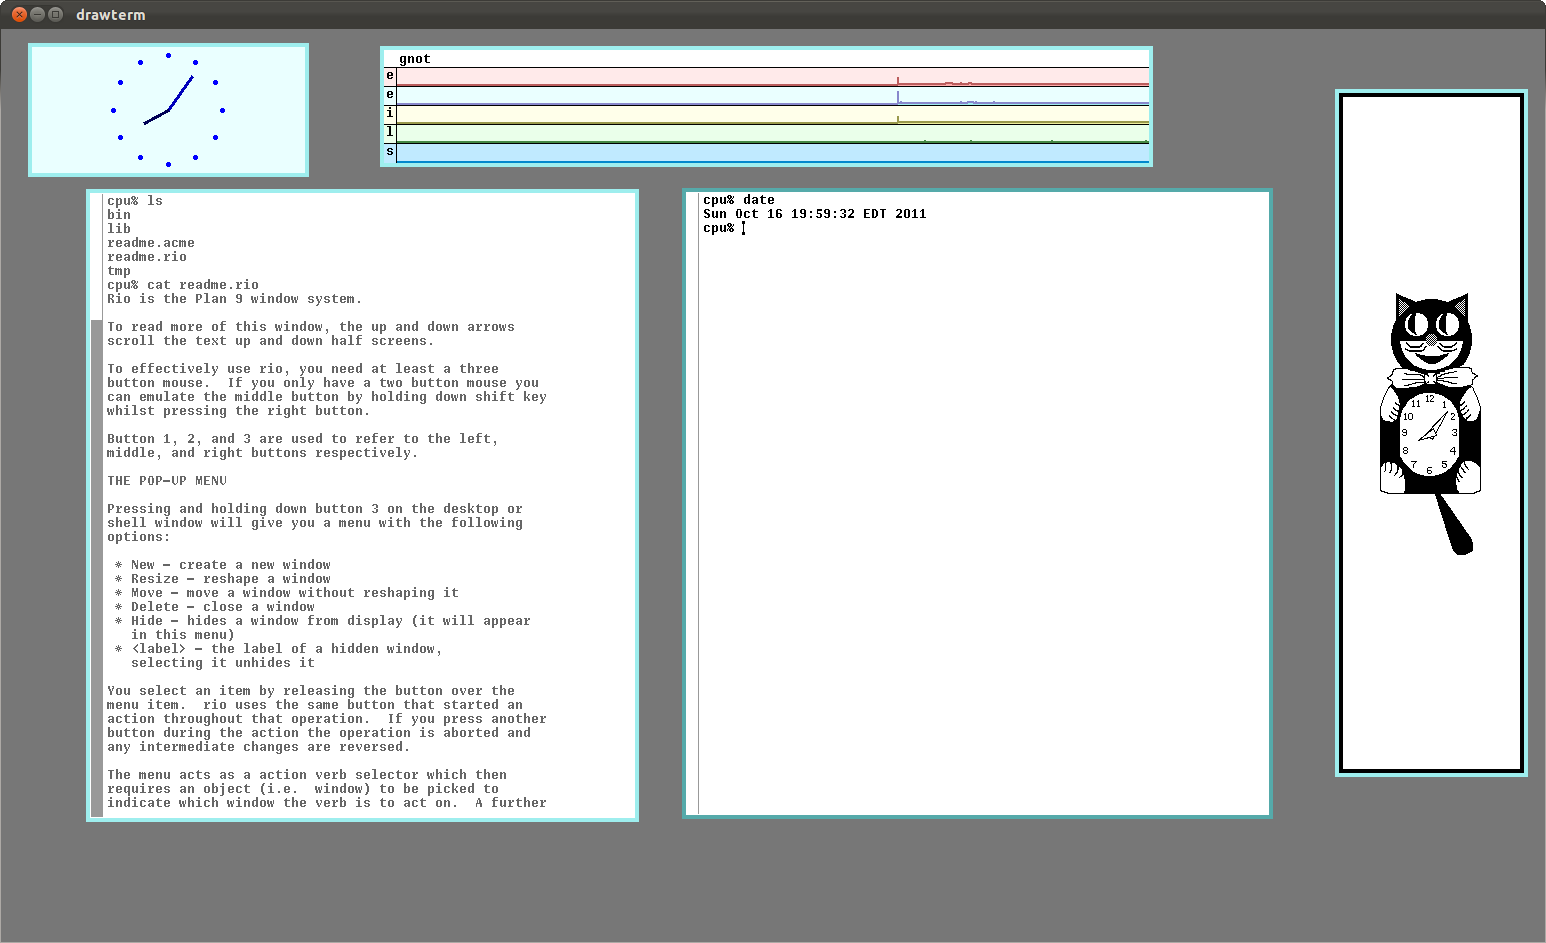 drawterm
gnot
e
e
i
l
s
cpu% ls
bin
lib
readme.acme
readme.rio
tmp
cpu% cat readme.rio
Rio is the Plan 9 window system.
To read more of this window, the up and down arrows
scroll the text up and down half screens.
To effectively use rio, you need at least a three
button mouse.  If you only have a two button mouse you
can emulate the middle button by holding down shift key
whilst pressing the right button.
Button 1, 2, and 3 are used to refer to the left,
middle, and right buttons respectively.
THE POP-UP MENU
Pressing and holding down button 3 on the desktop or
shell window will give you a menu with the following
options:
* New - create a new window
* Resize - reshape a window
* Move - move a window without reshaping it
* Delete - close a window
* Hide - hides a window from display (it will appear
in this menu)
* <label> - the label of a hidden window,
selecting it unhides it
You select an item by releasing the button over the
menu item.  rio uses the same button that started an
action throughout that operation.  If you press another
button during the action the operation is aborted and
any intermediate changes are reversed.
The menu acts as a action verb selector which then
requires an object (i.e.  window) to be picked to
indicate which window the verb is to act on.  A further
cpu% date
Sun Oct 16 19:59:32 EDT 2011
cpu%
12
11 1
10 2
9 3
8 4
7 5
6